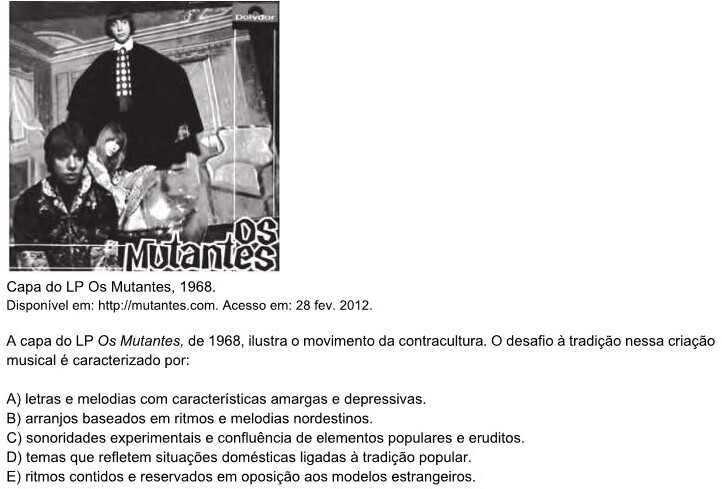 polydor
OS
MUTANTES
Capa do LP Os Mutantes, 1968.
Disponível em: http://mutantes.com. Acesso em: 28 fev. 2012.
A capa do LP Os Mutantes, de 1968, ilustra o movimento da contracultura. O desafio à tradição nessa criação
musical é caracterizado por:
A) letras e melodias com características amargas e depressivas.
B) arranjos baseados em ritmos e melodias nordestinos.
C) sonoridades experimentais e confluência de elementos populares e eruditos.
D) temas que refletem situações domésticas ligadas à tradição popular.
E) ritmos contidos e reservados em oposição aos modelos estrangeiros.